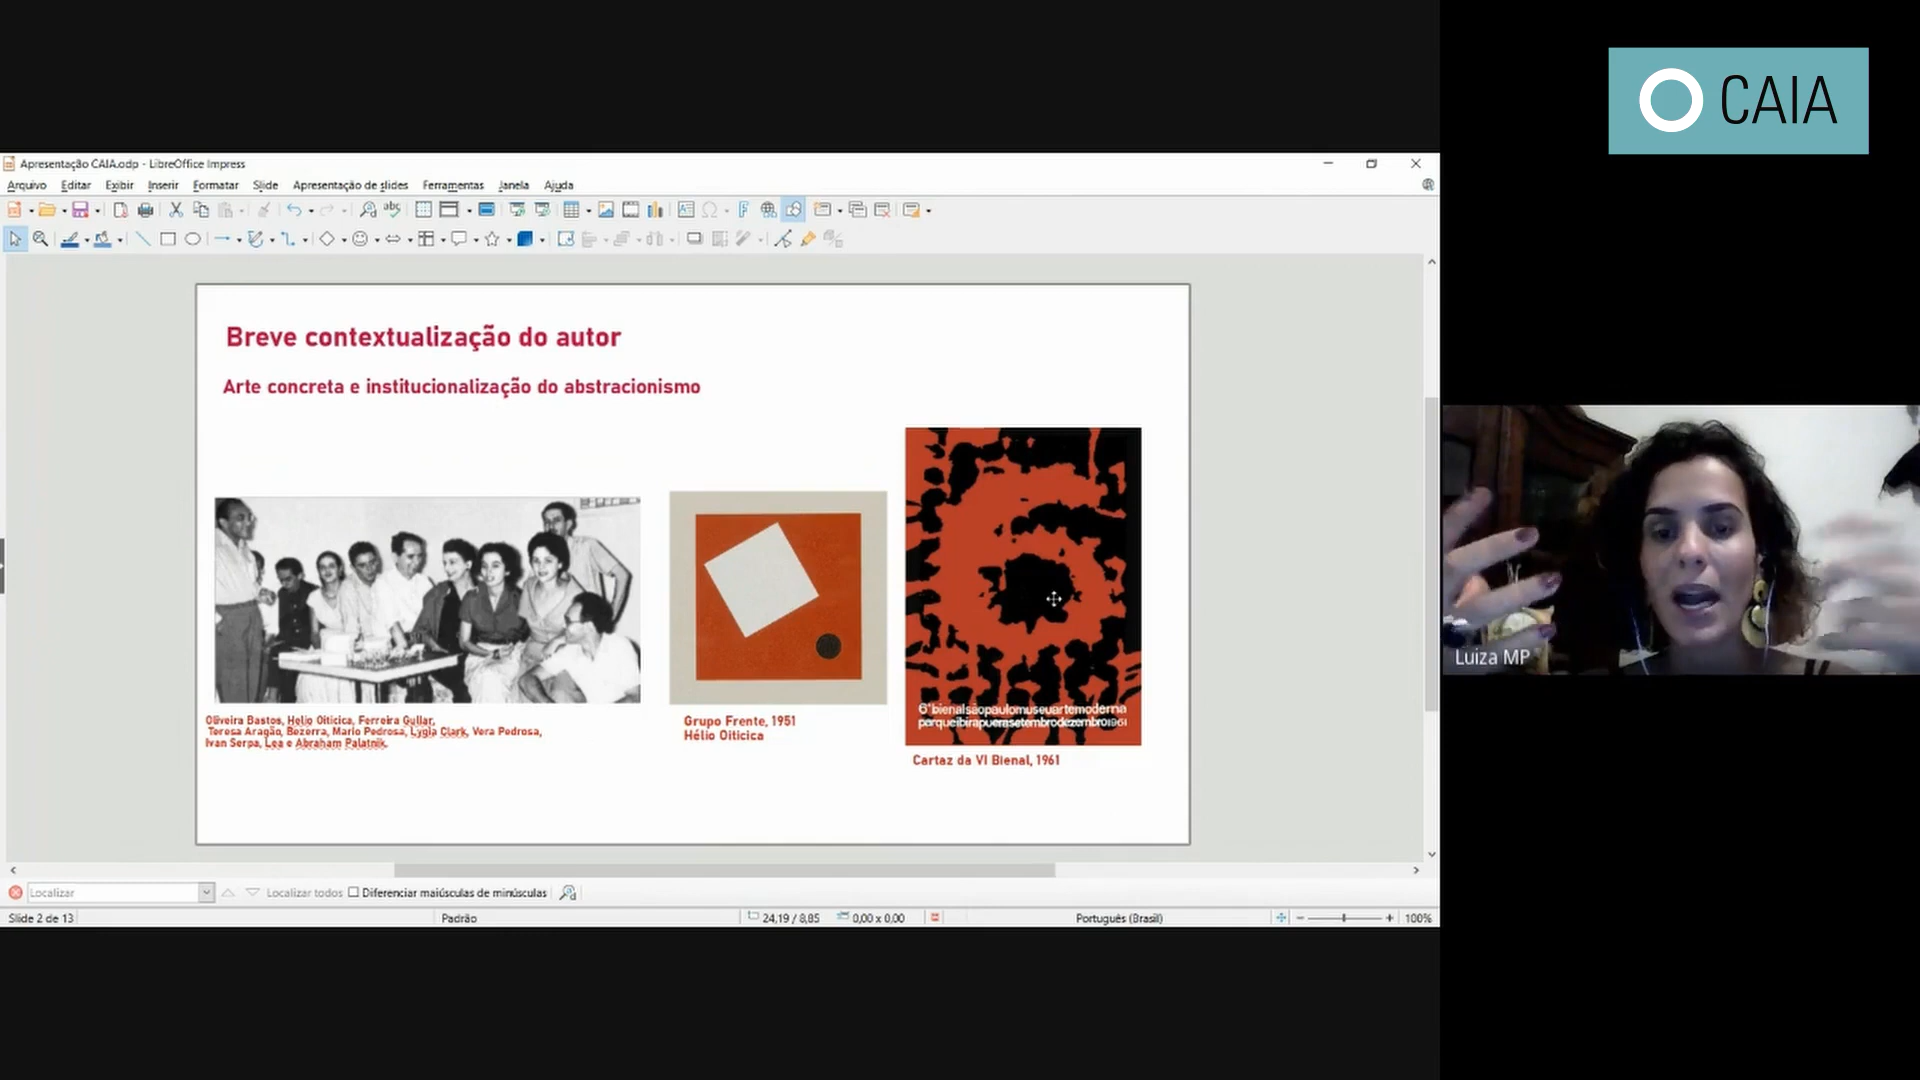 CAIA
Apresentação CAIA.odp - LibreOffice Impress
Arquivo Editar Exibir Inserir Formatar Slide Apresentação de slides Ferramentas Janela Ajuda
Breve contextualização do autor
Arte concreta e institucionalização do abstracionismo
6ªbienalsãopaulomuseuartemoderna
parqueibirapuerasetembrodezembro1961
Oliveira Bastos, Helio Oiticica, Ferreira Gullar,
Teresa Aragão, Bezerra, Mario Pedrosa, Lygia Clark, Vera Pedrosa,
Ivan Serpa, Lea e Abraham Palatnik.
Grupo Frente, 1951
Hélio Oiticica
Cartaz da VI Bienal, 1961
Luiza MP
Localizar Localizar todos Diferenciar maiúsculas de minúsculas
Slide 2 de 13 Padrão 24,19 / 8,85 0,00 x 0,00 Português (Brasil) 100%